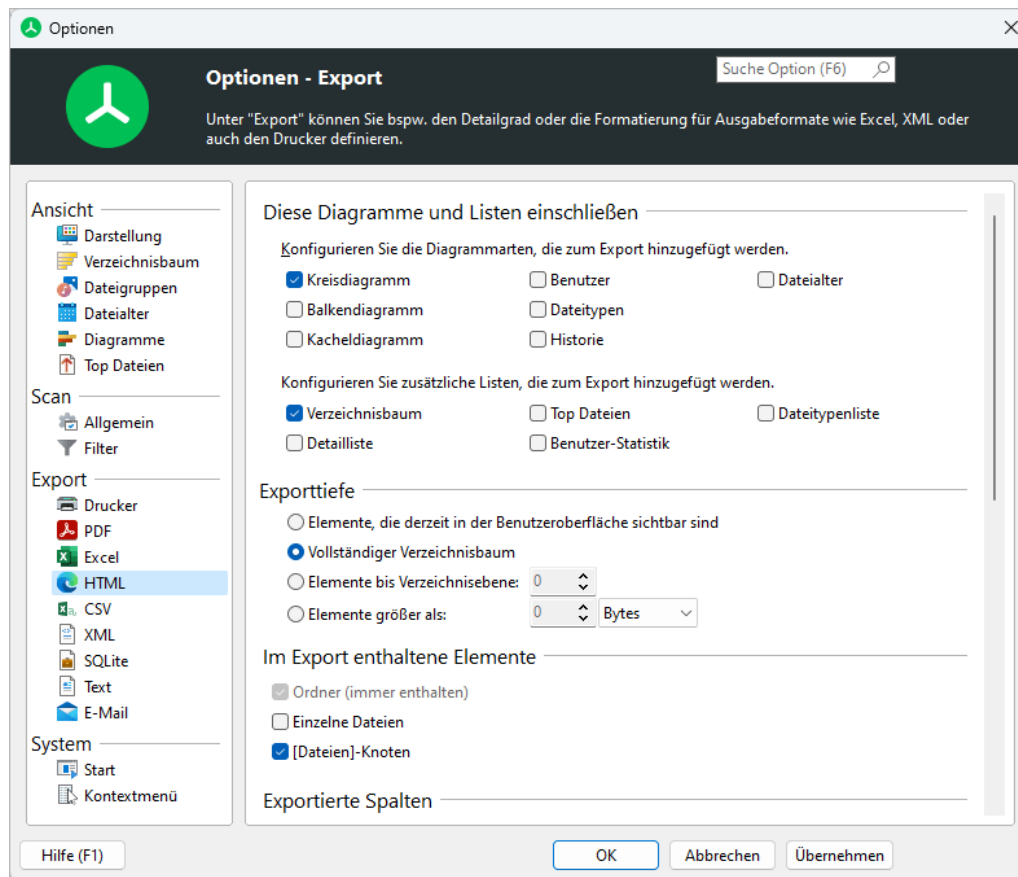 Optionen
Optionen - Export
Suche Option (F6)
Unter "Export" können Sie bspw. den Detailgrad oder die Formatierung für Ausgabeformate wie Excel, XML oder
auch den Drucker definieren.
Ansicht
Darstellung
Verzeichnisbaum
Dateigruppen
Dateialter
Diagramme
Top Dateien
Scan
Allgemein
Filter
Export
Drucker
PDF
Excel
HTML
CSV
XML
SQLite
Text
E-Mail
System
Start
Kontextmenü
Diese Diagramme und Listen einschließen
Konfigurieren Sie die Diagrammarten, die zum Export hinzugefügt werden.
Kreisdiagramm Benutzer Dateialter
Balkendiagramm Dateitypen
Kacheldiagramm Historie
Konfigurieren Sie zusätzliche Listen, die zum Export hinzugefügt werden.
Verzeichnisbaum Top Dateien Dateitypenliste
Detailliste Benutzer-Statistik
Exporttiefe
Elemente, die derzeit in der Benutzeroberfläche sichtbar sind
Vollständiger Verzeichnisbaum
Elemente bis Verzeichnisebene: 0
Elemente größer als: 0 Bytes
Im Export enthaltene Elemente
Ordner (immer enthalten)
Einzelne Dateien
[Dateien]-Knoten
Exportierte Spalten
Hilfe (F1) OK Abbrechen Übernehmen